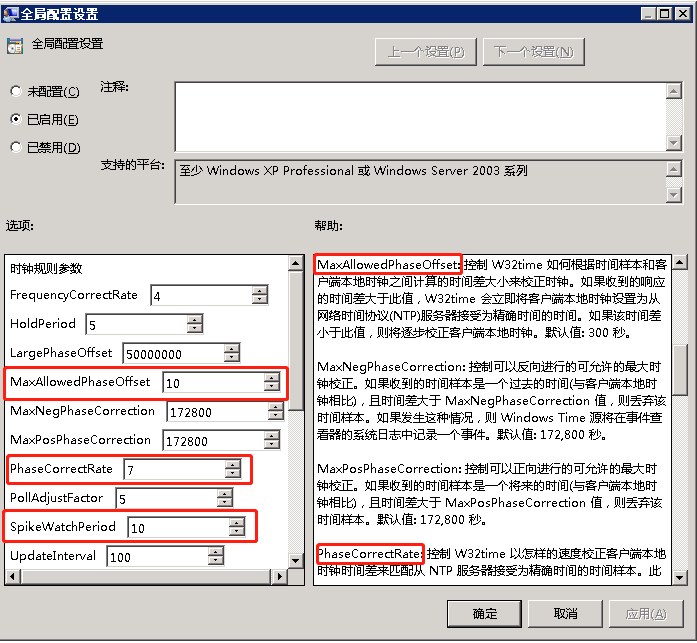 全局配置设置
全局配置设置
上一个设置(P)
下一个设置(N)
未配置(C)
已启用(E)
已禁用(D)
注释:
支持的平台:
至少 Windows XP Professional 或 Windows Server 2003 系列
选项:
时钟规则参数
FrequencyCorrectRate 4
HoldPeriod 5
LargePhaseOffset 50000000
MaxAllowedPhaseOffset 10
MaxNegPhaseCorrection 172800
MaxPosPhaseCorrection 172800
PhaseCorrectRate 7
PollAdjustFactor 5
SpikeWatchPeriod 10
UpdateInterval 100
帮助:
MaxAllowedPhaseOffset: 控制 W32time 如何根据时间样本和客
户端本地时钟之间计算的时间差大小来校正时钟。如果收到的响应
的时间差大于此值，W32time 会立即将客户端本地时钟设置为从
网络时间协议(NTP)服务器接受为精确时间的时间。如果该时间差
小于此值，则将逐步校正客户端本地时钟。默认值: 300 秒。
MaxNegPhaseCorrection: 控制可以反向进行的可允许的最大时
钟校正。如果收到的时间样本是一个过去的时间(与客户端本地时
钟相比)，且时间差大于 MaxNegPhaseCorrection 值，则丢弃该
时间样本。如果发生这种情况，则 Windows Time 源将在事件查
看器的系统日志中记录一个事件。默认值: 172,800 秒。
MaxPosPhaseCorrection: 控制可以正向进行的可允许的最大时
钟校正。如果收到的时间样本是一个将来的时间(与客户端本地时
钟相比)，且时间差大于 MaxPosPhaseCorrection 值，则丢弃该
时间样本。默认值: 172,800 秒。
PhaseCorrectRate: 控制 W32time 以怎样的速度校正客户端本地
时钟时间差来匹配从 NTP 服务器接受为精确时间的时间样本。此
确定
取消
应用(A)